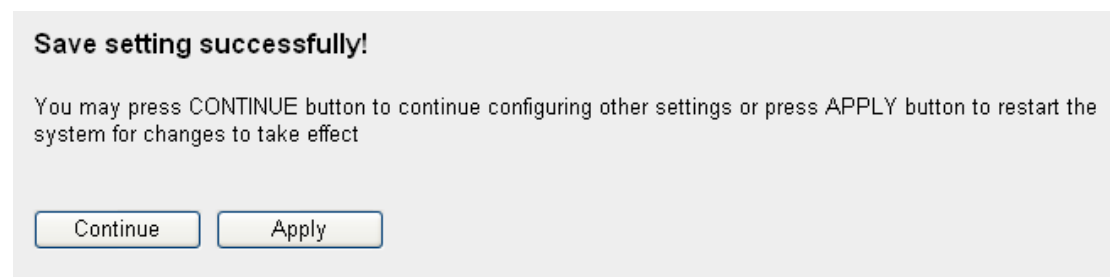 Save setting successfully!
You may press CONTINUE button to continue configuring other settings or press APPLY button to restart the
system for changes to take effect
Continue
Apply